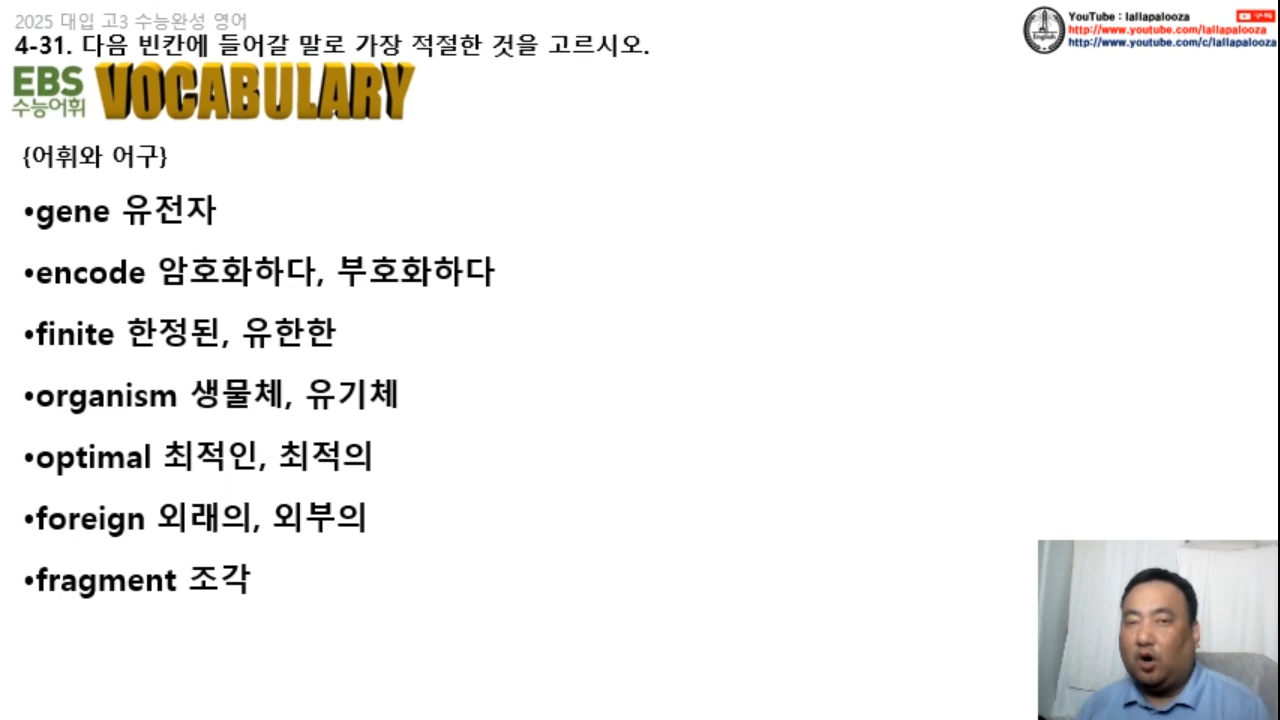 2025 대입 고3 수능완성 영어
4-31. 다음 빈칸에 들어갈 말로 가장 적절한 것을 고르시오.
YouTube : lallapalooza 구독
http://www.youtube.com/lallapalooza
http://www.youtube.com/c/lallapalooza
English
EBS
수능어휘
VOCABULARY
{어휘와 어구}
•gene 유전자
•encode 암호화하다, 부호화하다
•finite 한정된, 유한한
•organism 생물체, 유기체
•optimal 최적인, 최적의
•foreign 외래의, 외부의
•fragment 조각